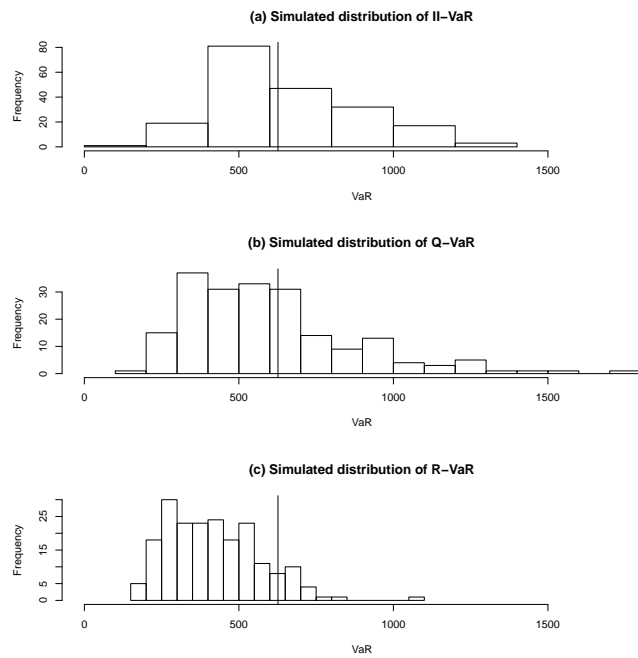 (a) Simulated distribution of II−VaR
Frequency
0 20 40 60 80
0 500 1000 1500
VaR
(b) Simulated distribution of Q−VaR
Frequency
0 10 20 30
0 500 1000 1500
VaR
(c) Simulated distribution of R−VaR
Frequency
0 5 15 25
0 500 1000 1500
VaR